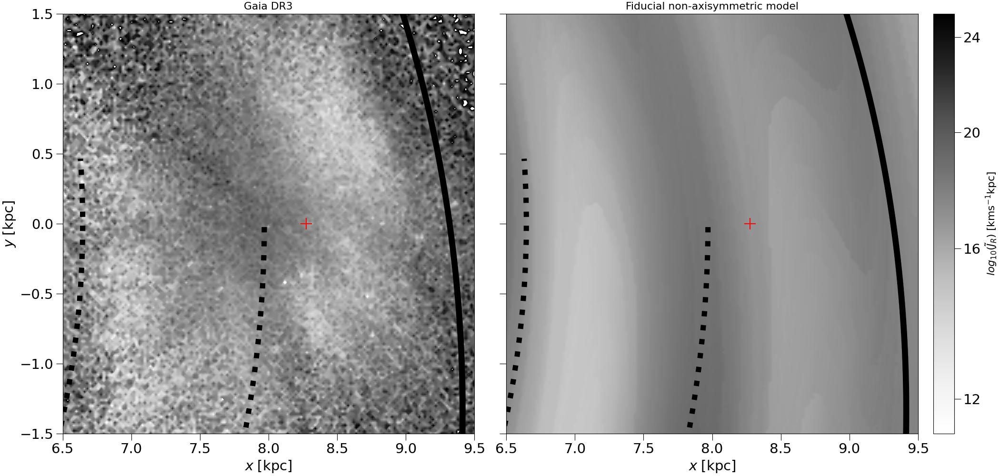 Gaia DR3
Fiducial non-axisymmetric model
1.5
1.0
0.5
0.0
−0.5
−1.0
−1.5
y [kpc]
6.5 7.0 7.5 8.0 8.5 9.0 9.5
x [kpc]
6.5 7.0 7.5 8.0 8.5 9.0 9.5
x [kpc]
24
20
16
12
log₁₀(J̃_R) [kms⁻¹kpc]